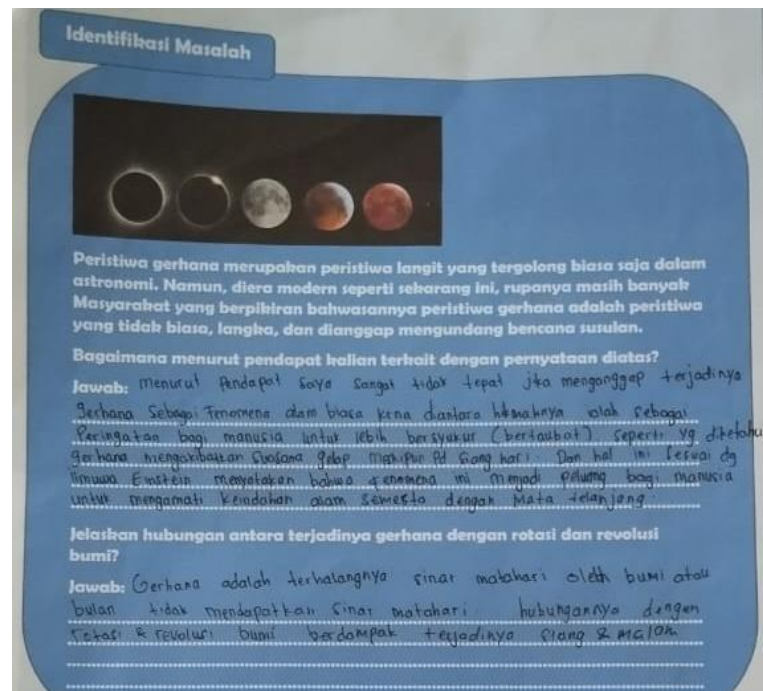 Identifikasi Masalah
Peristiwa gerhana merupakan peristiwa langit yang tergolong biasa saja dalam
astronomi. Namun, diera modern seperti sekarang ini, rupanya masih banyak
Masyarakat yang berpikiran bahwasannya peristiwa gerhana adalah peristiwa
yang tidak biasa, langka, dan dianggap mengundang bencana susulan.
Bagaimana menurut pendapat kalian terkait dengan pernyataan diatas?
Jawab: menurut Pendapat saya sangat tidak tepat jika menganggap terjadinya
gerhana sebagai Fenomena alam biasa krna diantara hikmahnya ialah sebagai
Peringatan bagi manusia untuk lebih bersyukur (bertaubat). seperti yg diketahu
gerhana mengakibatkan suasana gelap meskipun Pd siang hari. Dan hal ini sesuai dg
ilmuwa Einstein menyatakan bahwa fenomena ini menjadi peluang bagi manusia
untuk mengamati keindahan alam semesta dengan Mata telanjang.
Jelaskan hubungan antara terjadinya gerhana dengan rotasi dan revolusi
bumi?
Jawab: Gerhana adalah terhalangnya sinar matahari oleh bumi atau
bulan tidak mendapatkan sinar matahari. hubungannya dengan
rotasi & revolusi bumi berdampak terjadinya siang & malam